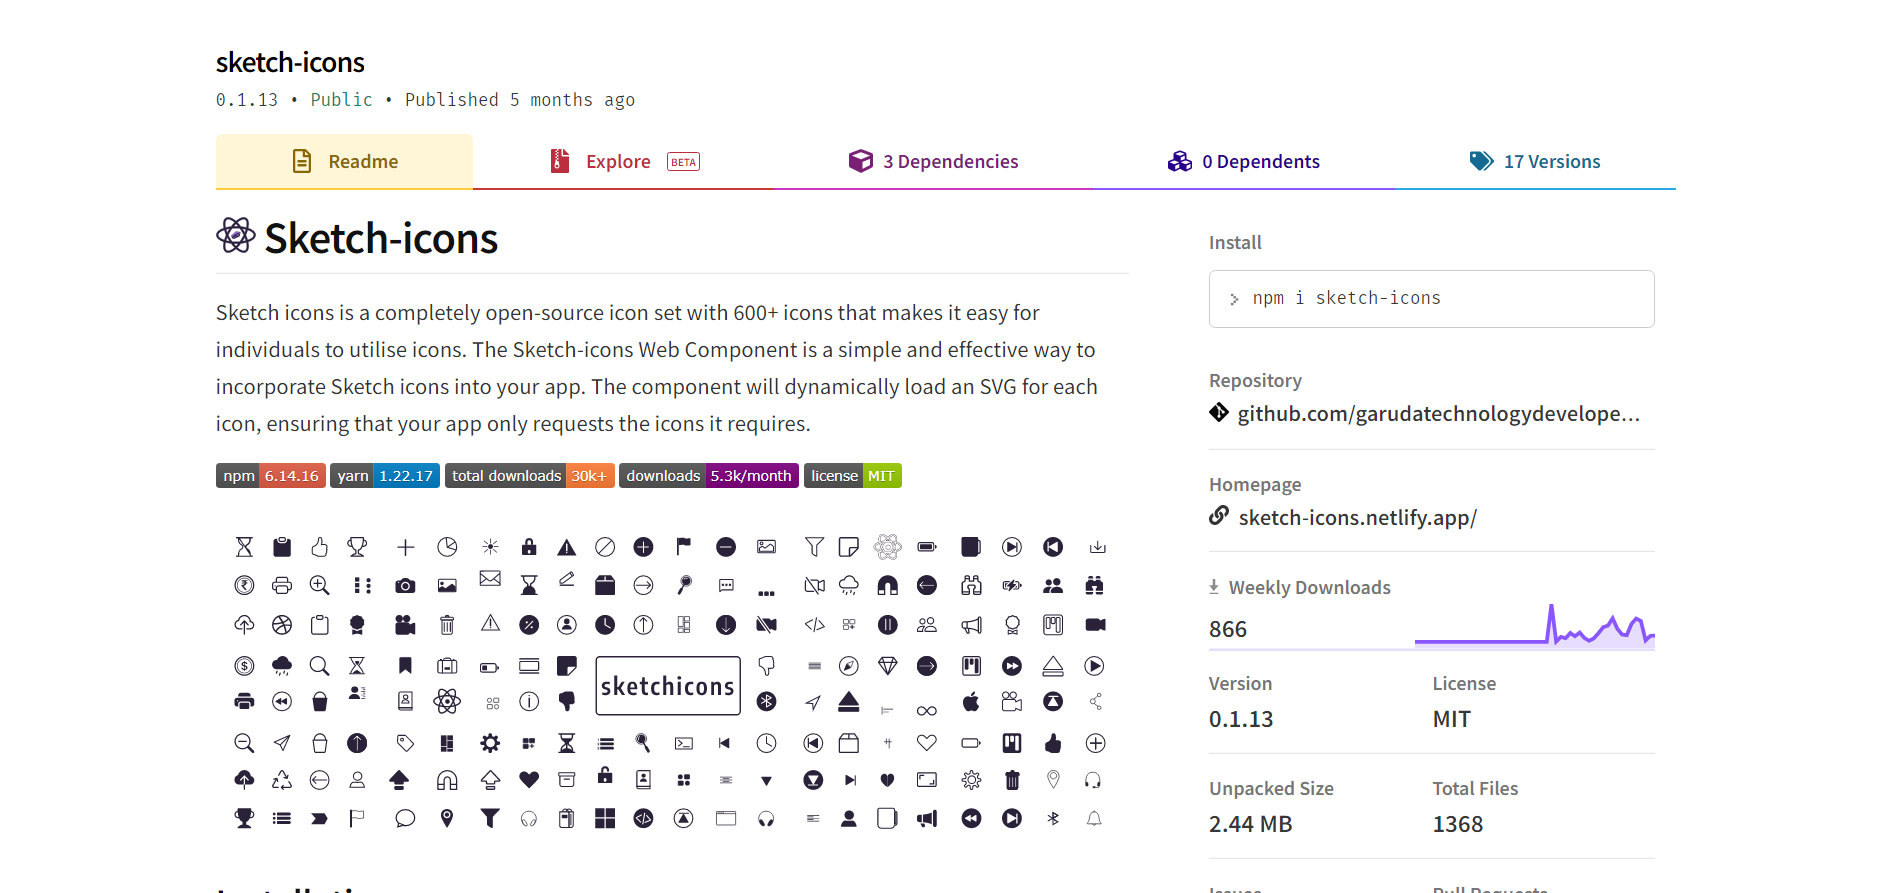 sketch-icons
0.1.13 • Public • Published 5 months ago
Readme
Explore BETA
3 Dependencies
0 Dependents
17 Versions
Sketch-icons
Sketch icons is a completely open-source icon set with 600+ icons that makes it easy for
individuals to utilise icons. The Sketch-icons Web Component is a simple and effective way to
incorporate Sketch icons into your app. The component will dynamically load an SVG for each
icon, ensuring that your app only requests the icons it requires.
npm 6.14.16 yarn 1.22.17 total downloads 30k+ downloads 5.3k/month license MIT
sketchicons
Install
> npm i sketch-icons
Repository
github.com/garudatechnologydevelope...
Homepage
sketch-icons.netlify.app/
Weekly Downloads
866
Version
License
0.1.13
MIT
Unpacked Size
Total Files
2.44 MB
1368